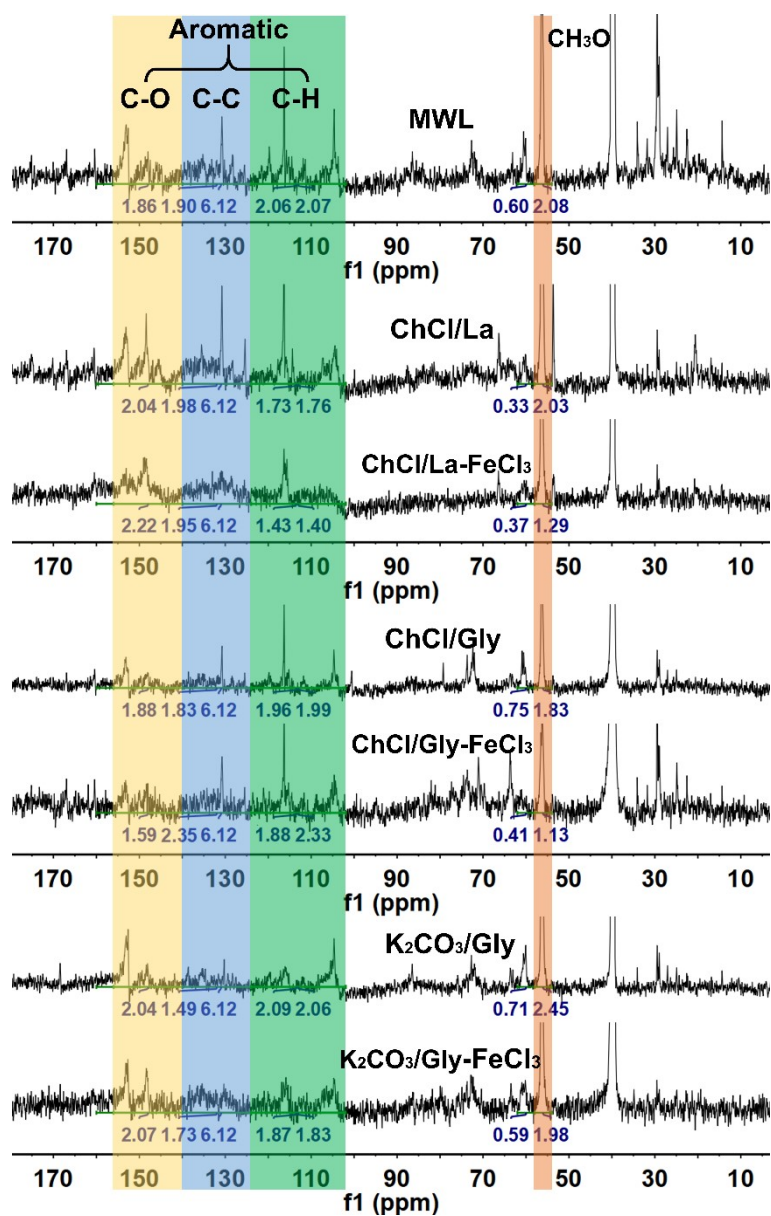 Aromatic
CH₃O
C-O C-C C-H
MWL
1.86 1.90 6.12 2.06 2.07 0.60 2.08
170 150 130 110 90 70 50 30 10
f1 (ppm)
ChCl/La
2.04 1.98 6.12 1.73 1.76 0.33 2.03
ChCl/La-FeCl₃
2.22 1.95 6.12 1.43 1.40 0.37 1.29
170 150 130 110 90 70 50 30 10
f1 (ppm)
ChCl/Gly
1.88 1.83 6.12 1.96 1.99 0.75 1.83
ChCl/Gly-FeCl₃
1.59 2.35 6.12 1.88 2.33 0.41 1.13
170 150 130 110 90 70 50 30 10
f1 (ppm)
K₂CO₃/Gly
2.04 1.49 6.12 2.09 2.06 0.71 2.45
K₂CO₃/Gly-FeCl₃
2.07 1.73 6.12 1.87 1.83 0.59 1.98
170 150 130 110 90 70 50 30 10
f1 (ppm)